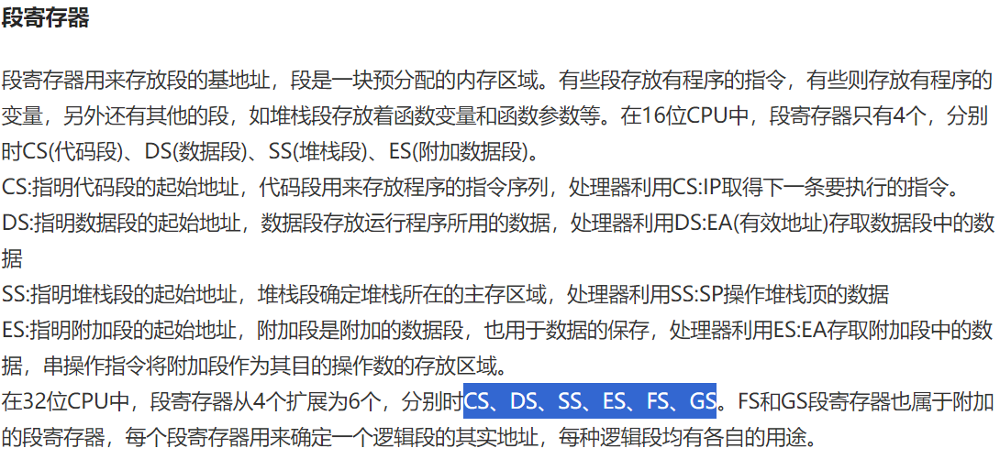 段寄存器
段寄存器用来存放段的基地址，段是一块预分配的内存区域。有些段存放有程序的指令，有些则存放有程序的
变量，另外还有其他的段，如堆栈段存放着函数变量和函数参数等。在16位CPU中，段寄存器只有4个，分别
时CS(代码段)、DS(数据段)、SS(堆栈段)、ES(附加数据段)。
CS:指明代码段的起始地址，代码段用来存放程序的指令序列，处理器利用CS:IP取得下一条要执行的指令。
DS:指明数据段的起始地址，数据段存放运行程序所用的数据，处理器利用DS:EA(有效地址)存取数据段中的数
据
SS:指明堆栈段的起始地址，堆栈段确定堆栈所在的主存区域，处理器利用SS:SP操作堆栈顶的数据
ES:指明附加段的起始地址，附加段是附加的数据段，也用于数据的保存，处理器利用ES:EA存取附加段中的数
据，串操作指令将附加段作为其目的操作数的存放区域。
在32位CPU中，段寄存器从4个扩展为6个，分别时CS、DS、SS、ES、FS、GS。FS和GS段寄存器也属于附加
的段寄存器，每个段寄存器用来确定一个逻辑段的其实地址，每种逻辑段均有各自的用途。